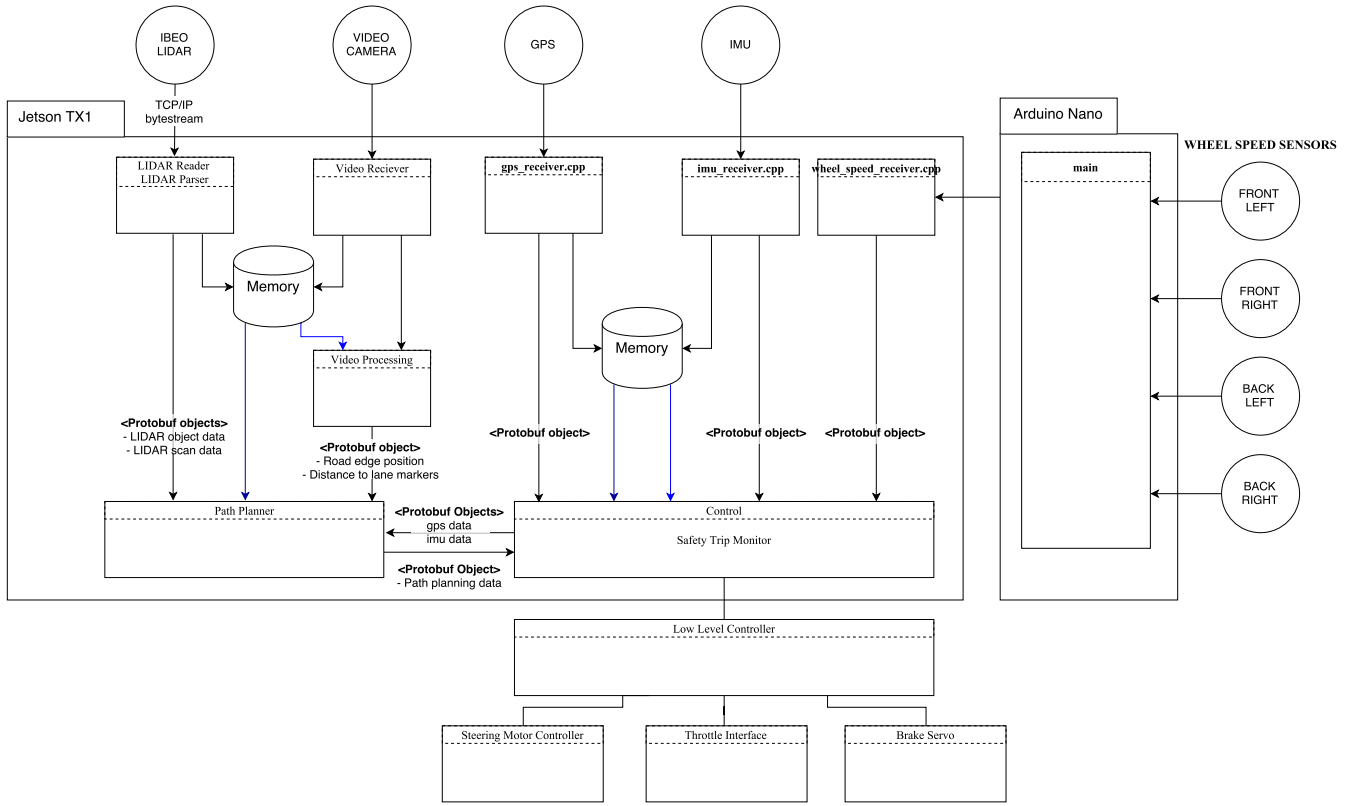 IBEO
LIDAR
VIDEO
CAMERA
GPS
IMU
TCP/IP
bytestream
Jetson TX1
Arduino Nano
WHEEL SPEED SENSORS
LIDAR Reader
LIDAR Parser
Video Reciever
gps_receiver.cpp
imu_receiver.cpp
wheel_speed_receiver.cpp
main
FRONT
LEFT
FRONT
RIGHT
BACK
LEFT
BACK
RIGHT
Memory
Memory
Video Processing
<Protobuf objects>
- LIDAR object data
- LIDAR scan data
<Protobuf object>
- Road edge position
- Distance to lane markers
<Protobuf object>
<Protobuf object>
<Protobuf object>
Path Planner
<Protobuf Objects>
gps data
imu data
<Protobuf Object>
- Path planning data
Control
Safety Trip Monitor
Low Level Controller
Steering Motor Controller
Throttle Interface
Brake Servo